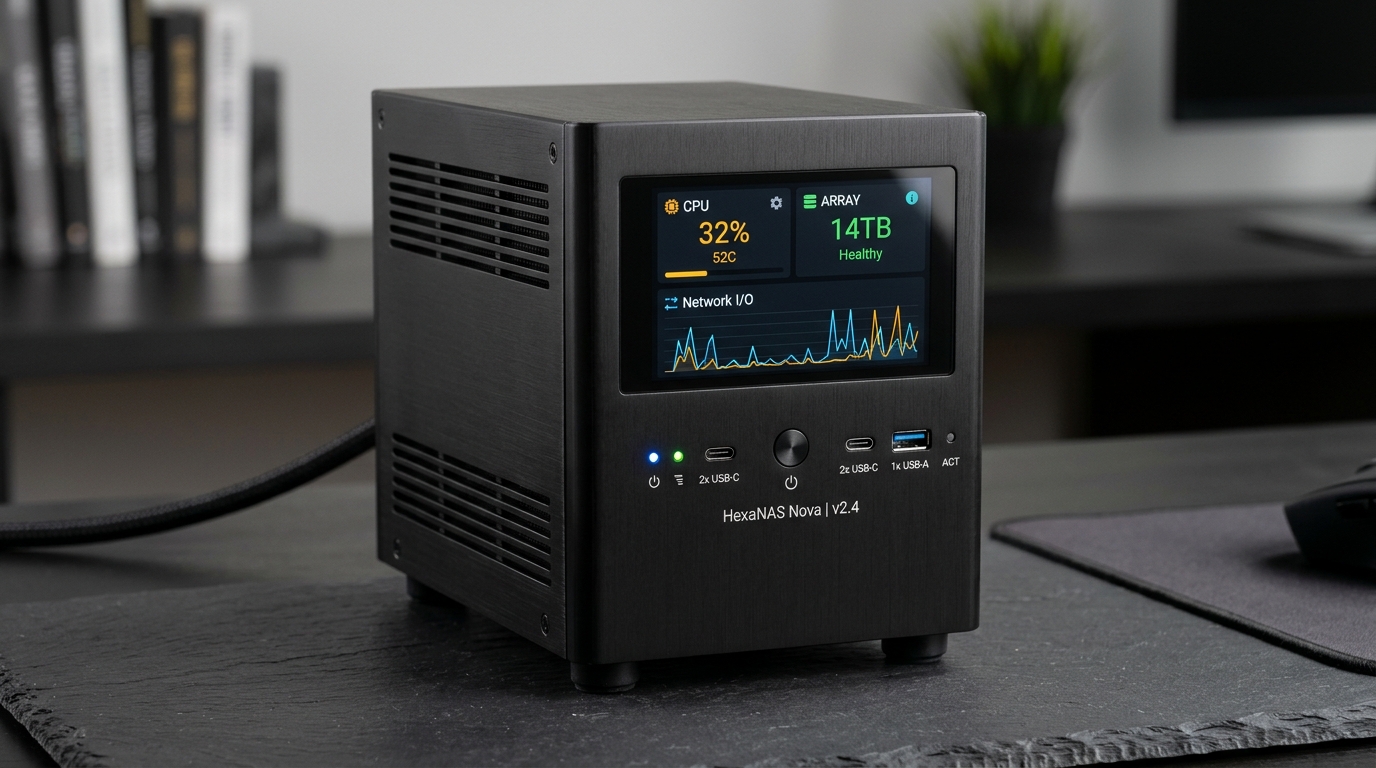 CPU
32%
52C
ARRAY
14TB
Healthy
Network I/O
2x USB-C
2x USB-C
1x USB-A
ACT
HexaNAS Nova | v2.4